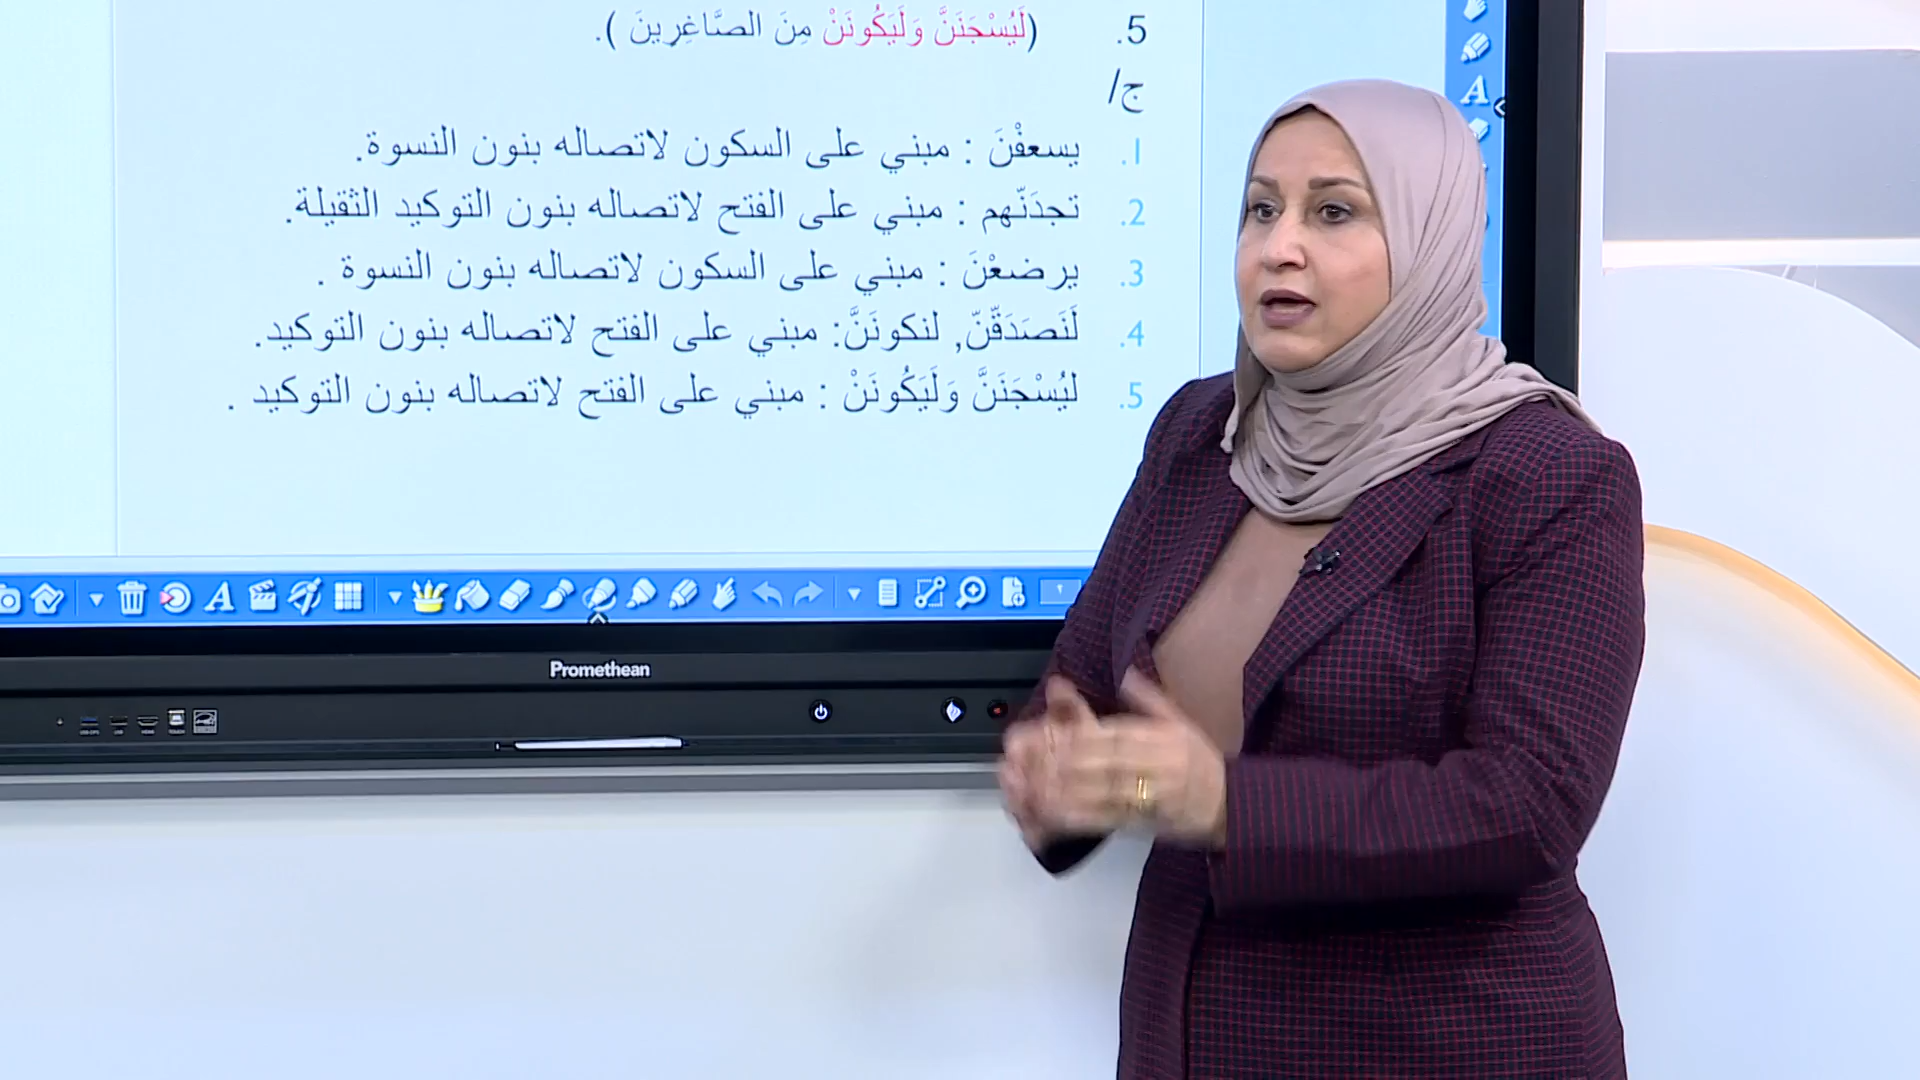 5. (لَيُسْجَنَنَّ وَلَيَكُونَنْ مِنَ الصَّاغِرِينَ ).
ج/
1. يسعفْنَ : مبني على السكون لاتصاله بنون النسوة.
2. تجدَنّهم : مبني على الفتح لاتصاله بنون التوكيد الثقيلة.
3. يرضعْنَ : مبني على السكون لاتصاله بنون النسوة .
4. لَنَصَدَقّنّ, لنكونَنَّ: مبني على الفتح لاتصاله بنون التوكيد.
5. ليُسْجَنَنَّ وَلَيَكُونَنْ : مبني على الفتح لاتصاله بنون التوكيد .
Promethean